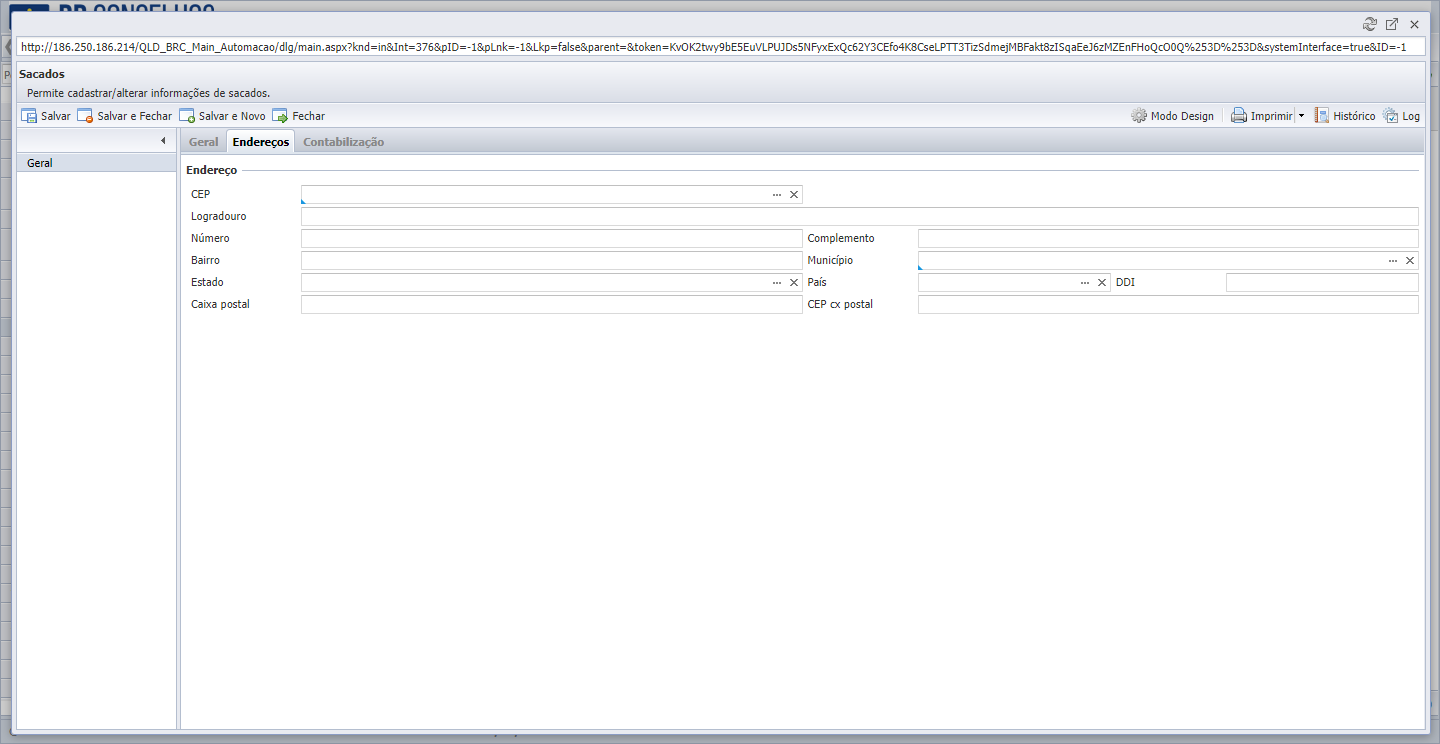 http://186.250.186.214/QLD_BRC_Main_Automacao/dlg/main.aspx?knd=in&Int=376&pID=-1&pLnk=-1&Lkp=false&parent=&token=KvOK2twy9bE5EuVLPUJDs5NFyxExQc62Y3CEfo4K8CseLPTT3TizSdmejMBFakt8zISqaEeJ6zMZEnFHoQcO0Q%253D%253D&systemInterface=true&ID=-1
Sacados
Permite cadastrar/alterar informações de sacados.
Salvar Salvar e Fechar Salvar e Novo Fechar Modo Design Imprimir Histórico Log
Geral Endereços Contabilização
Geral
Endereço
CEP
Logradouro
Número Complemento
Bairro Município
Estado País DDI
Caixa postal CEP cx postal